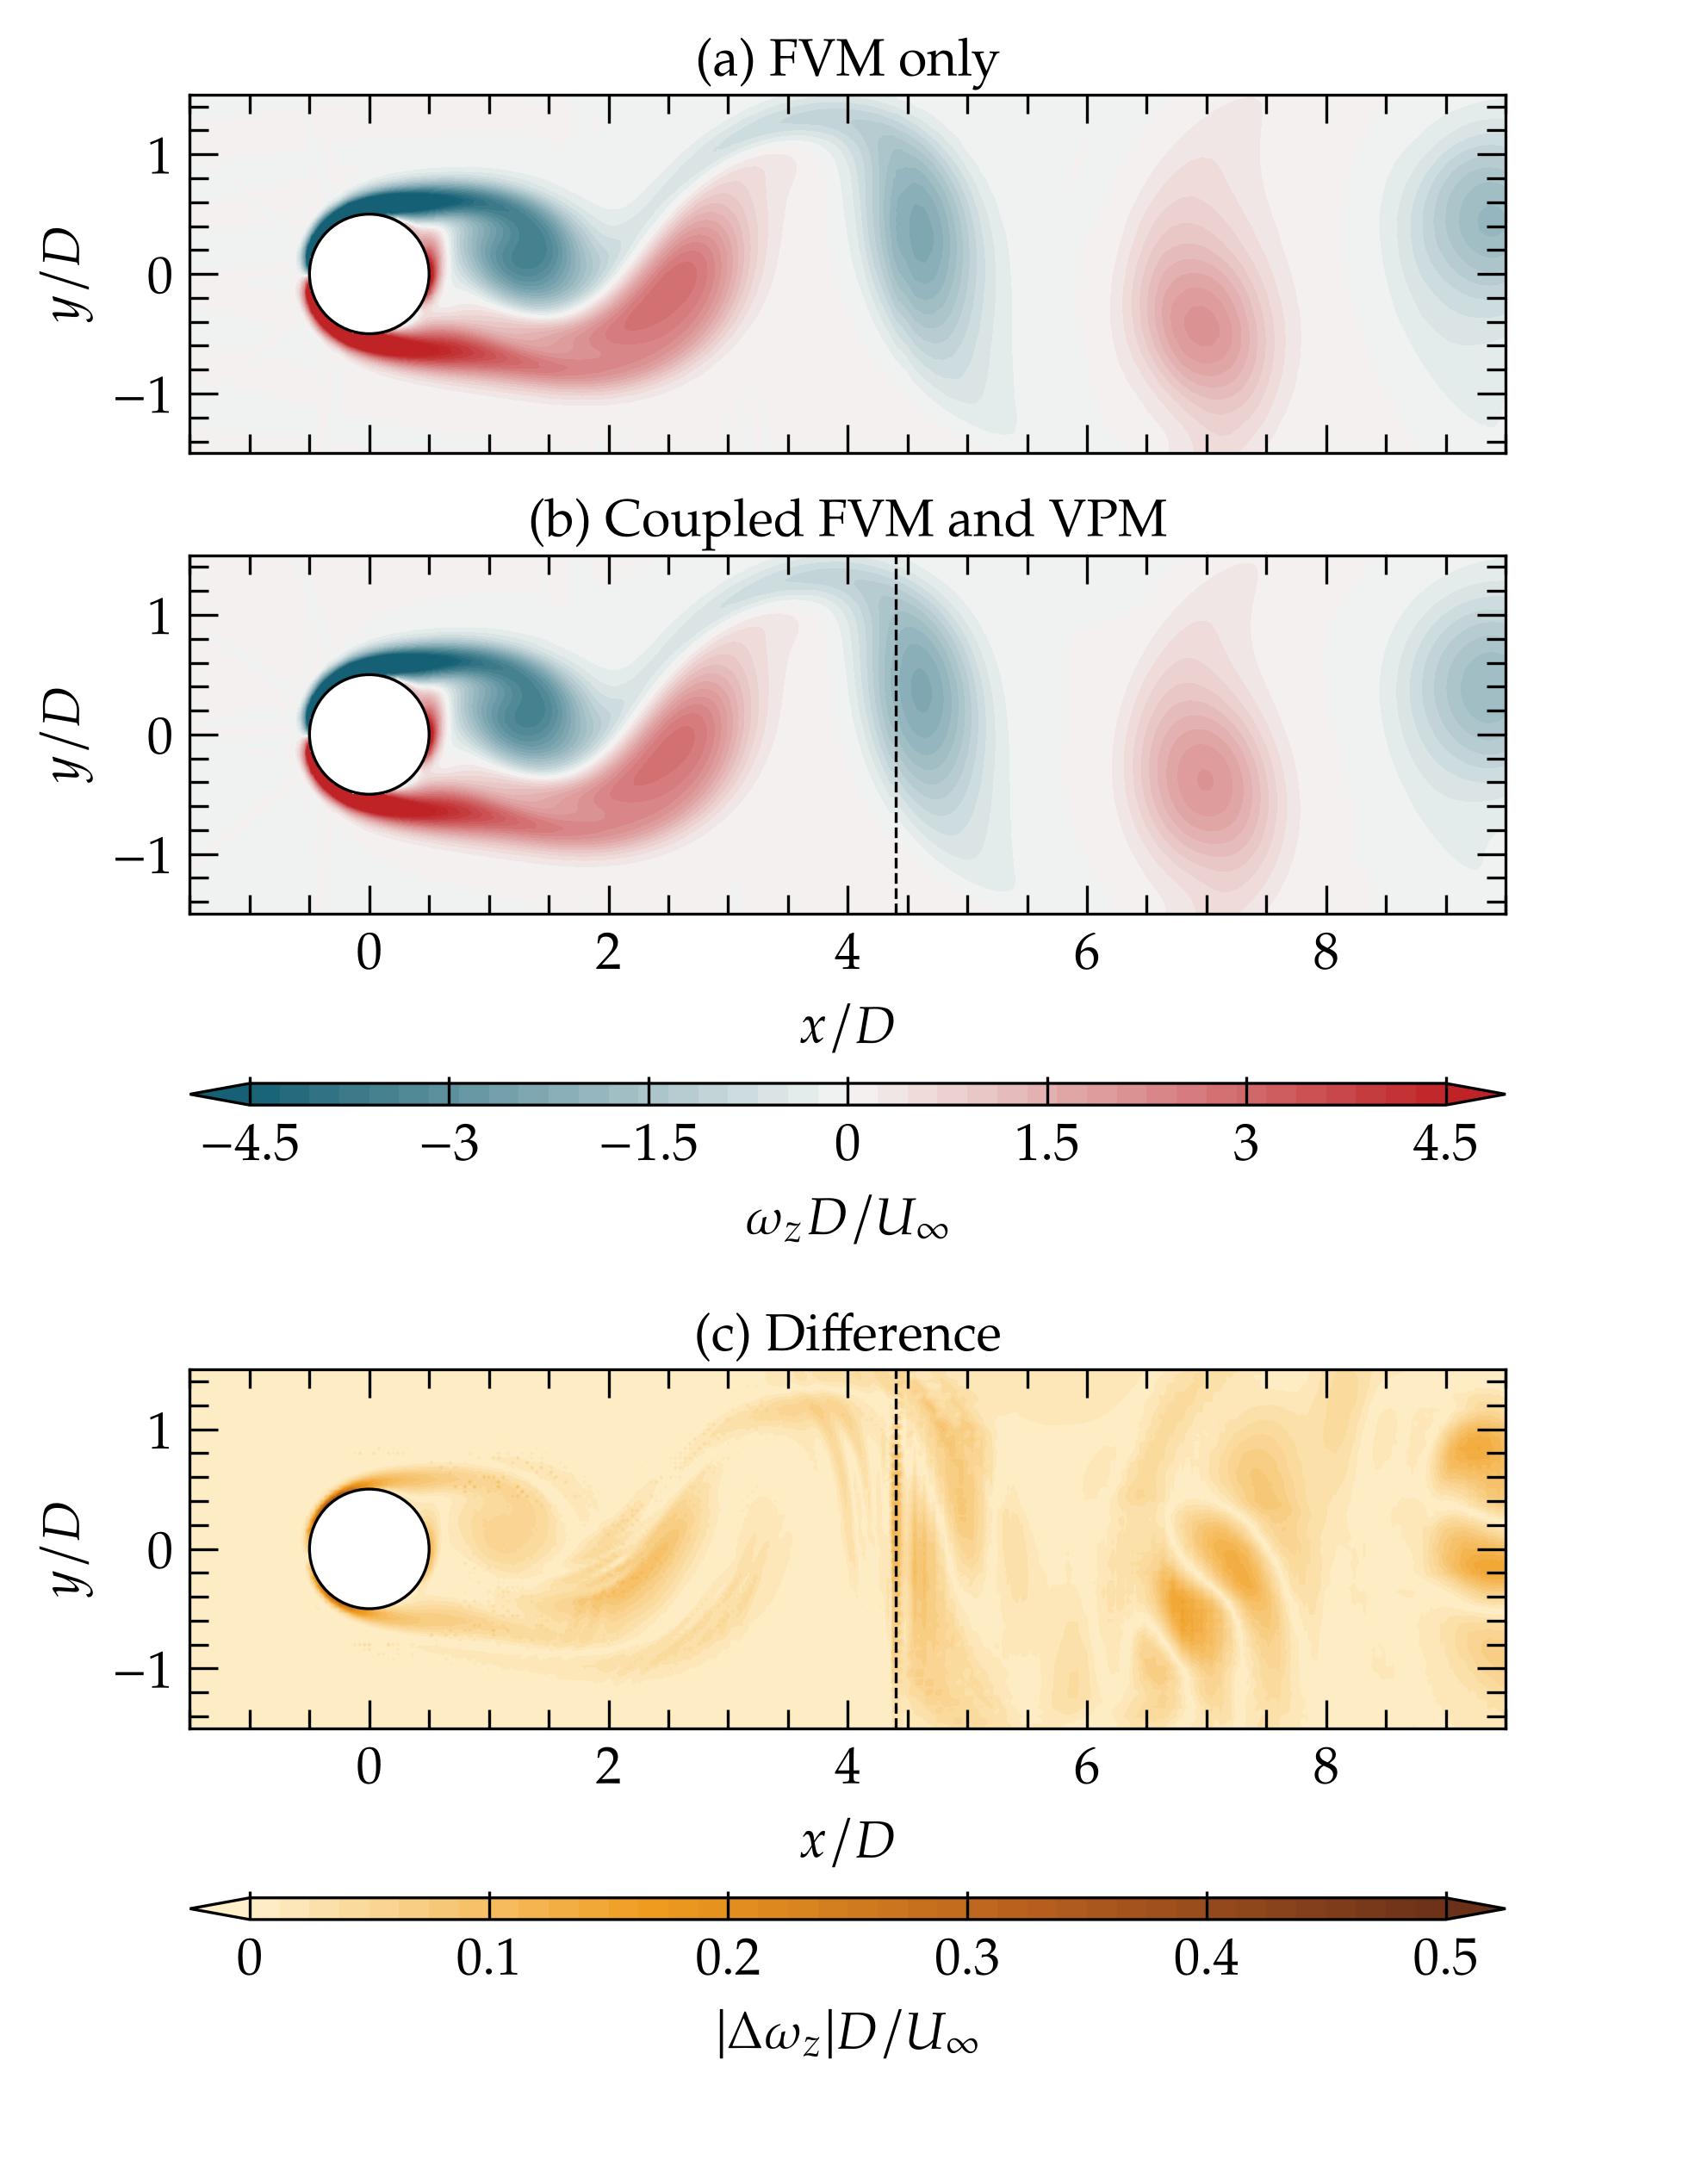 (a) FVM only
1
0
−1
y/D
(b) Coupled FVM and VPM
1
0
−1
y/D
0 2 4 6 8
x/D
−4.5 −3 −1.5 0 1.5 3 4.5
ω_z D/U_∞
(c) Difference
1
0
−1
y/D
0 2 4 6 8
x/D
0 0.1 0.2 0.3 0.4 0.5
|Δω_z|D/U_∞